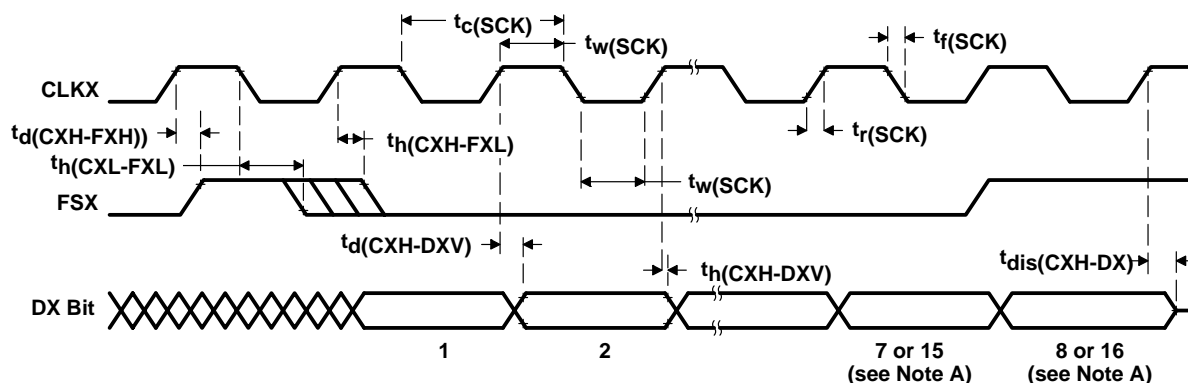 tc(SCK)
tw(SCK)
tf(SCK)
CLKX
td(CXH-FXH))
th(CXH-FXL)
tr(SCK)
th(CXL-FXL)
tw(SCK)
FSX
td(CXH-DXV)
th(CXH-DXV)
tdis(CXH-DX)
DX Bit
1
2
7 or 15
(see Note A)
8 or 16
(see Note A)